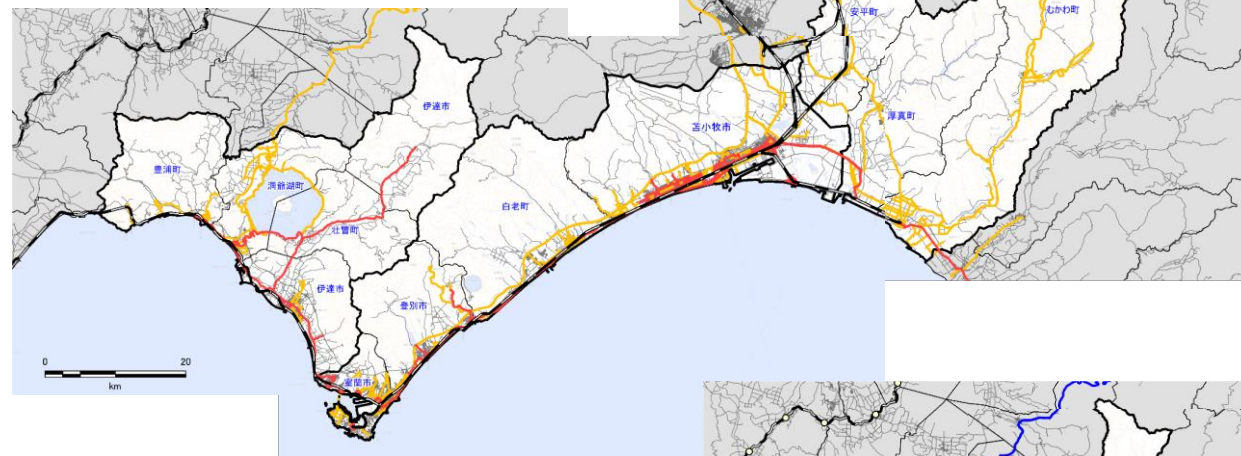 安平町
むかわ町
伊達市
苫小牧市
厚真町
豊浦町
洞爺湖町
白老町
壮瞥町
伊達市
登別市
室蘭市
0 20
km